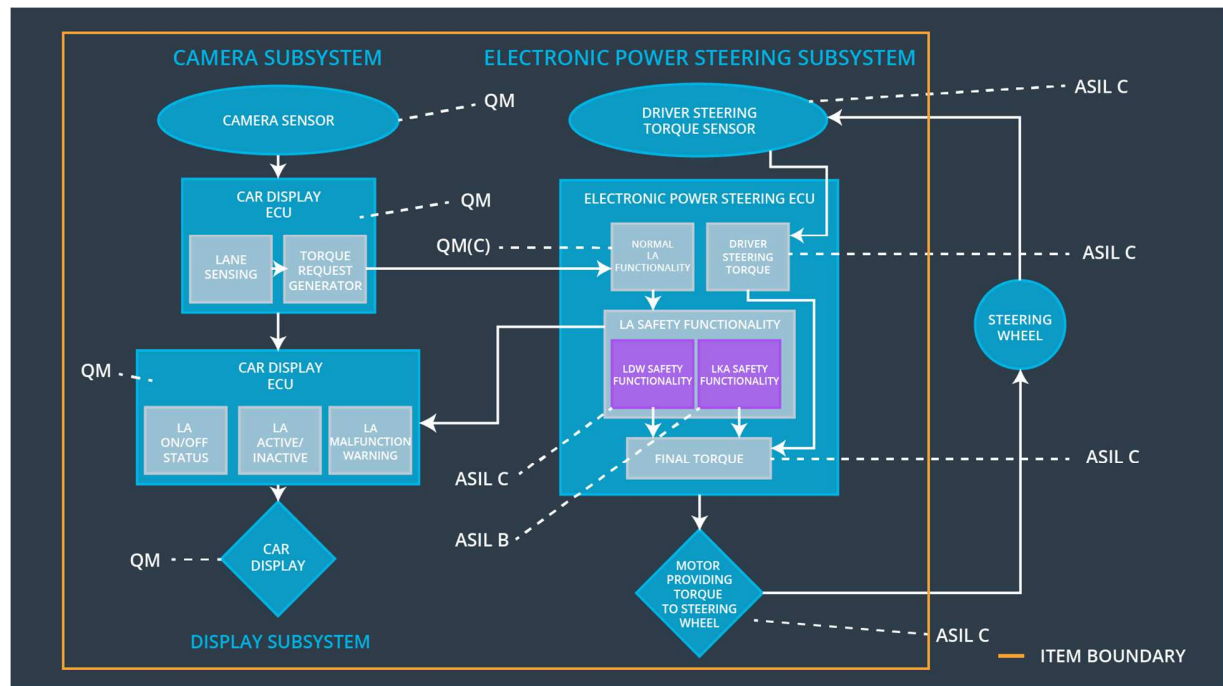 CAMERA SUBSYSTEM
ELECTRONIC POWER STEERING SUBSYSTEM
CAMERA SENSOR
QM
DRIVER STEERING
TORQUE SENSOR
ASIL C
CAR DISPLAY
ECU
QM
LANE
SENSING
TORQUE
REQUEST
GENERATOR
ELECTRONIC POWER STEERING ECU
QM(C)
NORMAL
LA
FUNCTIONALITY
DRIVER
STEERING
TORQUE
ASIL C
STEERING
WHEEL
LA SAFETY FUNCTIONALITY
LDW SAFETY
FUNCTIONALITY
LKA SAFETY
FUNCTIONALITY
CAR DISPLAY
ECU
QM
LA
ON/OFF
STATUS
LA
ACTIVE/
INACTIVE
LA
MALFUNCTION
WARNING
FINAL TORQUE
ASIL C
ASIL C
ASIL B
CAR
DISPLAY
QM
MOTOR
PROVIDING
TORQUE
TO STEERING
WHEEL
ASIL C
DISPLAY SUBSYSTEM
ITEM BOUNDARY